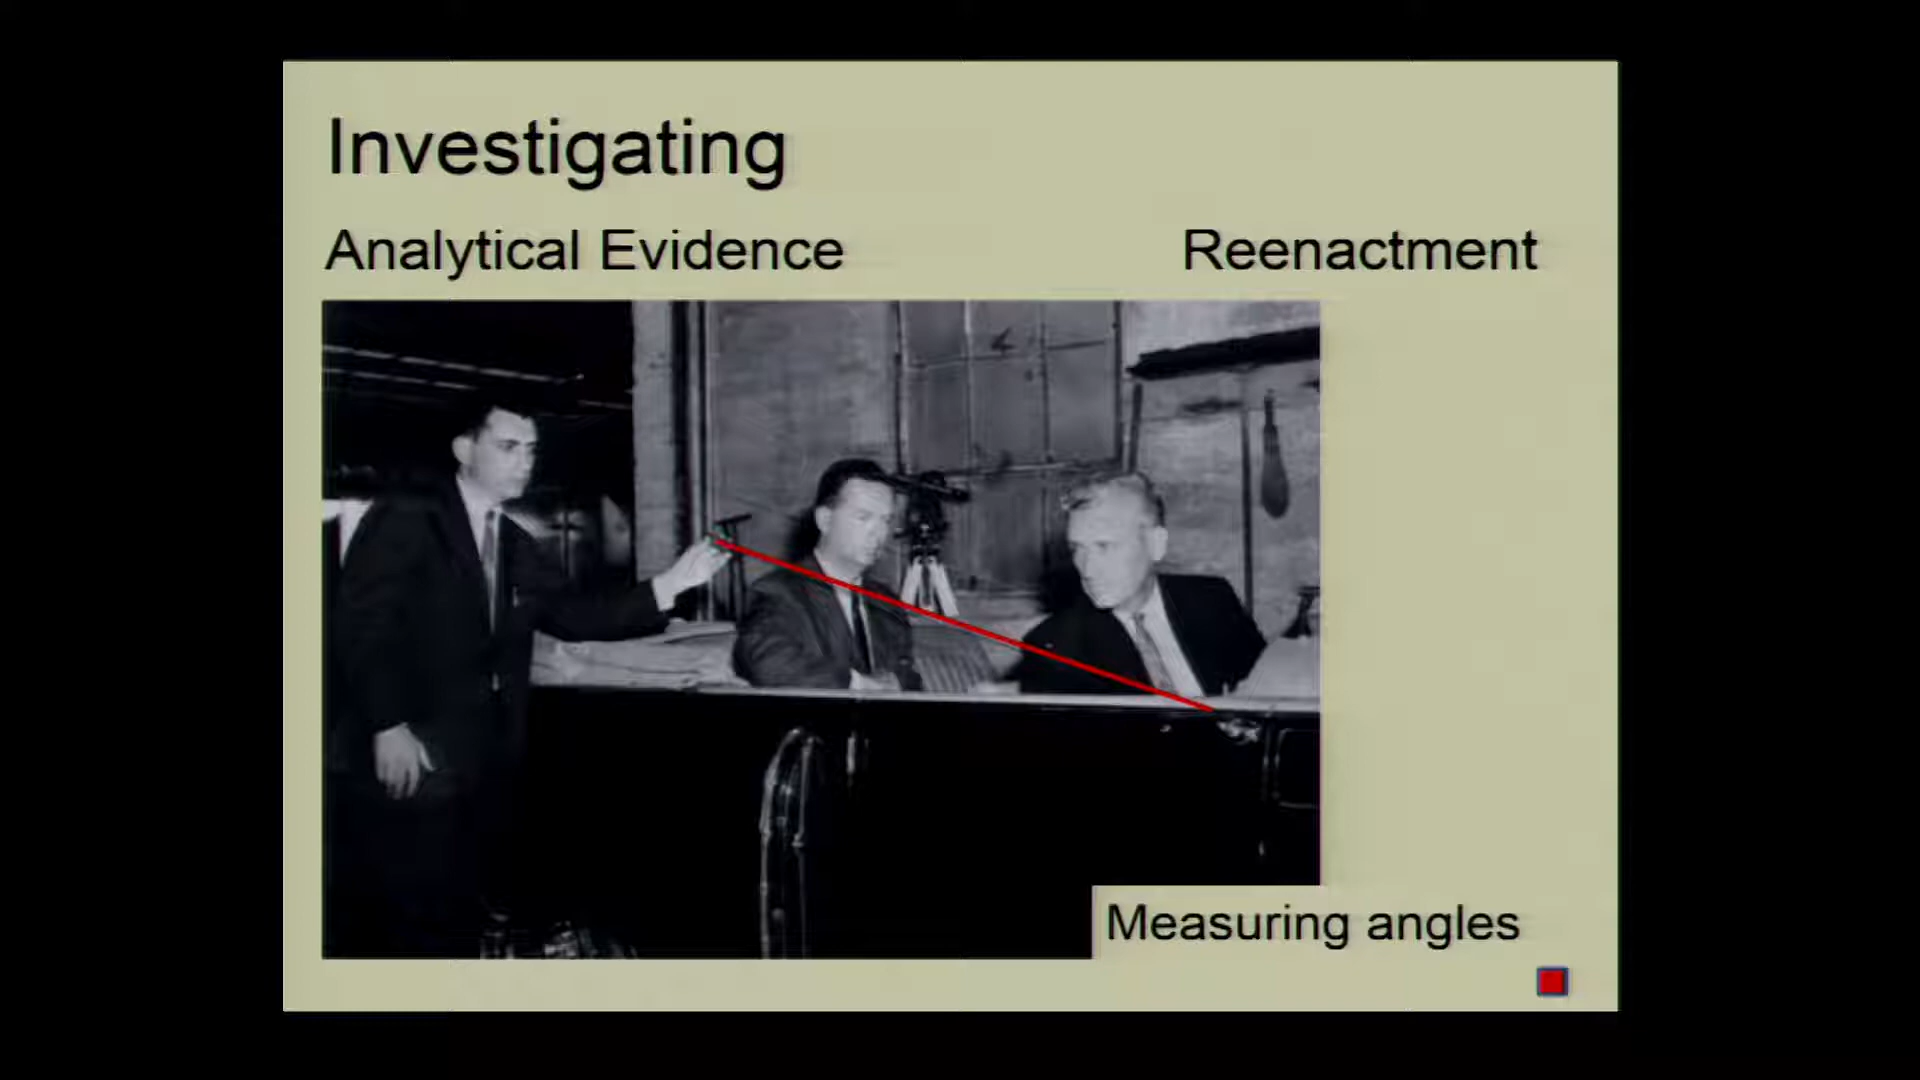 Investigating
Analytical Evidence
Reenactment
Measuring angles